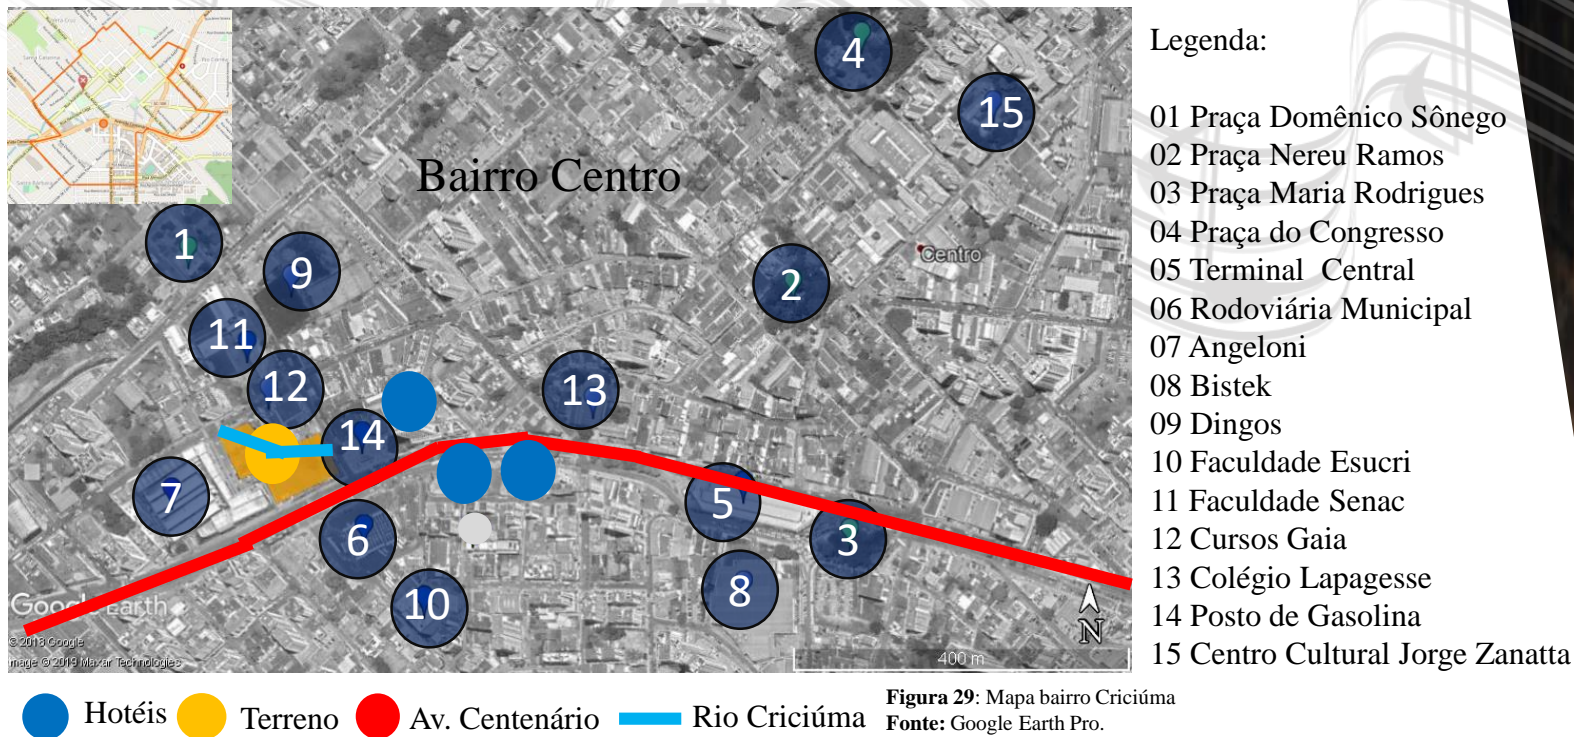 Legenda:
01 Praça Domênico Sônego
02 Praça Nereu Ramos
03 Praça Maria Rodrigues
04 Praça do Congresso
05 Terminal Central
06 Rodoviária Municipal
07 Angeloni
08 Bistek
09 Dingos
10 Faculdade Esucri
11 Faculdade Senac
12 Cursos Gaia
13 Colégio Lapagesse
14 Posto de Gasolina
15 Centro Cultural Jorge Zanatta
4
15
Bairro Centro
1
9
2
Centro
11
12
13
14
7
5
6
3
8
10
Google Earth
© 2018 Google
Image © 2019 Maxar Technologies
N
400 m
Hotéis
Terreno
Av. Centenário
Rio Criciúma
Figura 29: Mapa bairro Criciúma
Fonte: Google Earth Pro.